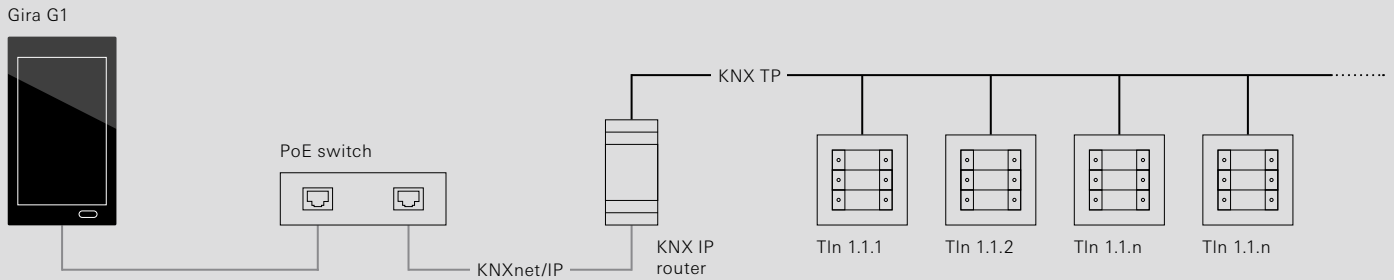 Gira G1
KNX TP
PoE switch
Tln 1.1.1
Tln 1.1.2
Tln 1.1.n
Tln 1.1.n
KNX IP
router
KNXnet/IP